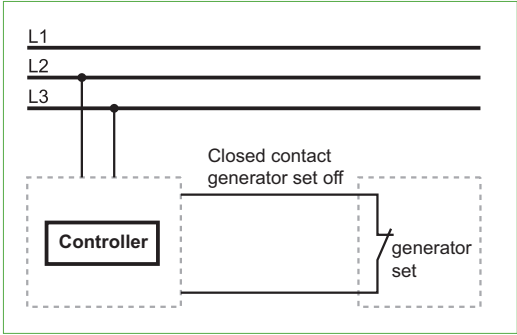 L1
L2
L3
Closed contact
generator set off
Controller
generator
set